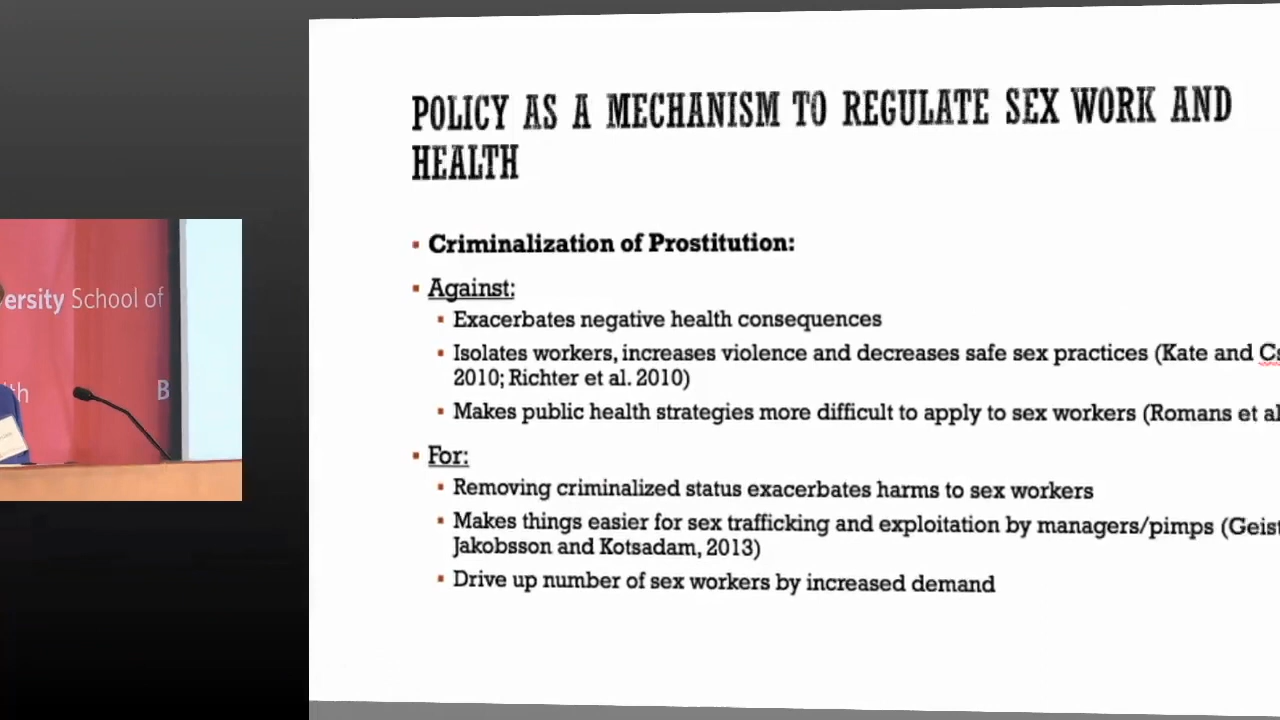 POLICY AS A MECHANISM TO REGULATE SEX WORK AND
HEALTH
Criminalization of Prostitution:
Against:
Exacerbates negative health consequences
Isolates workers, increases violence and decreases safe sex practices (Kate and
2010; Richter et al. 2010)
Makes public health strategies more difficult to apply to sex workers (Romans et
For:
Removing criminalized status exacerbates harms to sex workers
Makes things easier for sex trafficking and exploitation by managers/pimps
Jakobsson and Kotsadam, 2013)
Drive up number of sex workers by increased demand
ersity School of
th
B